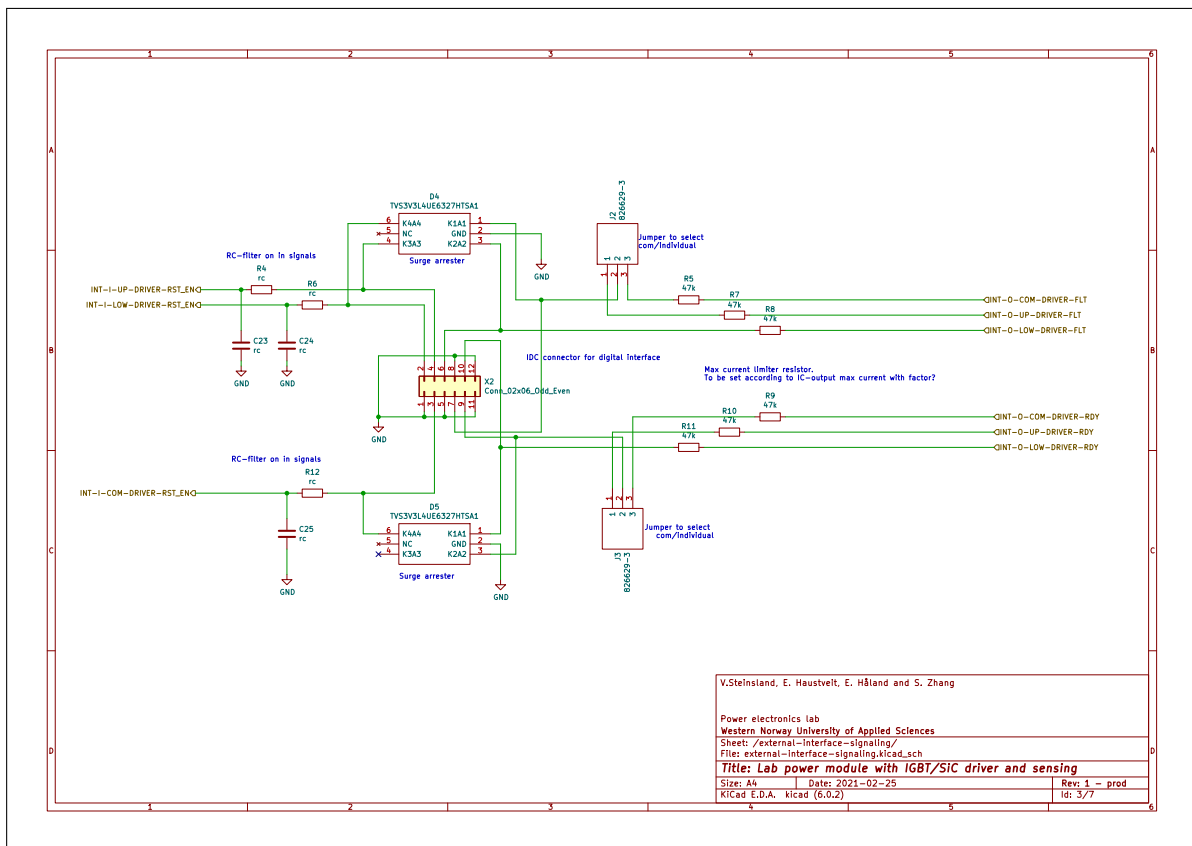 1 2 3 4 5 6
A A
B B
C C
D D
D4
TVS3V3L4UE6327HTSA1
6 K4A4 K1A1 1
5 NC GND 2
4 K3A3 K2A2 3
Surge arrester
GND
J2
826629-3
1 2 3
1 2 3
Jumper to select
com/individual
RC-filter on in signals
R4
rc
R6
rc
INT-I-UP-DRIVER-RST_EN
INT-I-LOW-DRIVER-RST_EN
C23
rc
C24
rc
GND
GND
R5
47k
R7
47k
R8
47k
INT-O-COM-DRIVER-FLT
INT-O-UP-DRIVER-FLT
INT-O-LOW-DRIVER-FLT
IDC connector for digital interface
2 4 6 8 10 12
X2
Conn_02x06_Odd_Even
1 3 5 7 9 11
GND
Max current limiter resistor.
To be set according to IC-output max current with factor?
R9
47k
R10
47k
R11
47k
INT-O-COM-DRIVER-RDY
INT-O-UP-DRIVER-RDY
INT-O-LOW-DRIVER-RDY
RC-filter on in signals
R12
rc
INT-I-COM-DRIVER-RST_EN
C25
rc
GND
D5
TVS3V3L4UE6327HTSA1
6 K4A4 K1A1 1
5 NC GND 2
4 K3A3 K2A2 3
Surge arrester
GND
1 2 3
1 2 3
Jumper to select
com/individual
J3
826629-3
V.Steinsland, E. Haustveit, E. Håland and S. Zhang
Power electronics lab
Western Norway University of Applied Sciences
Sheet: /external-interface-signaling/
File: external-interface-signaling.kicad_sch
Title: Lab power module with IGBT/SiC driver and sensing
Size: A4 Date: 2021-02-25 Rev: 1 - prod
KiCad E.D.A. kicad (6.0.2) Id: 3/7
1 2 3 4 5 6